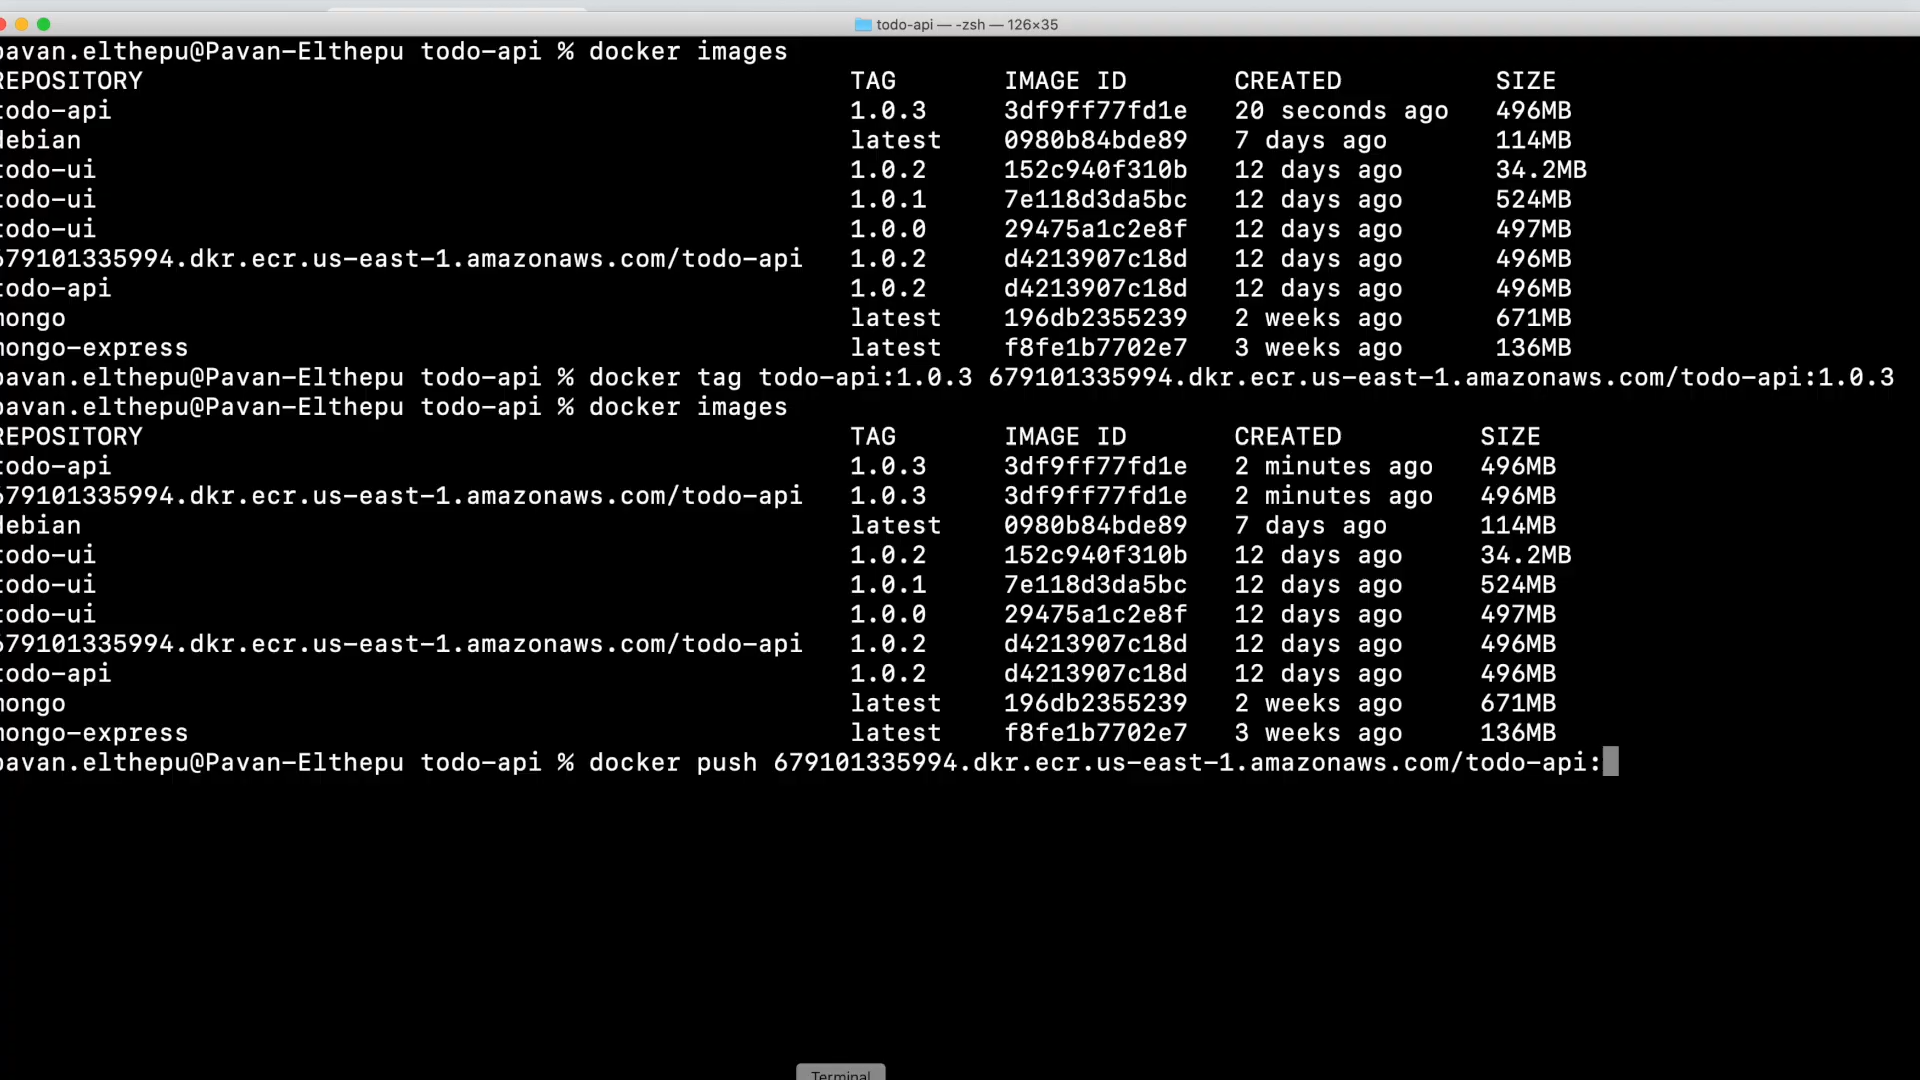 todo-api — -zsh — 126×35
pavan.elthepu@Pavan-Elthepu todo-api % docker images
REPOSITORY TAG IMAGE ID CREATED SIZE
todo-api 1.0.3 3df9ff77fd1e 20 seconds ago 496MB
debian latest 0980b84bde89 7 days ago 114MB
todo-ui 1.0.2 152c940f310b 12 days ago 34.2MB
todo-ui 1.0.1 7e118d3da5bc 12 days ago 524MB
todo-ui 1.0.0 29475a1c2e8f 12 days ago 497MB
679101335994.dkr.ecr.us-east-1.amazonaws.com/todo-api 1.0.2 d4213907c18d 12 days ago 496MB
todo-api 1.0.2 d4213907c18d 12 days ago 496MB
mongo latest 196db2355239 2 weeks ago 671MB
mongo-express latest f8fe1b7702e7 3 weeks ago 136MB
pavan.elthepu@Pavan-Elthepu todo-api % docker tag todo-api:1.0.3 679101335994.dkr.ecr.us-east-1.amazonaws.com/todo-api:1.0.3
pavan.elthepu@Pavan-Elthepu todo-api % docker images
REPOSITORY TAG IMAGE ID CREATED SIZE
todo-api 1.0.3 3df9ff77fd1e 2 minutes ago 496MB
679101335994.dkr.ecr.us-east-1.amazonaws.com/todo-api 1.0.3 3df9ff77fd1e 2 minutes ago 496MB
debian latest 0980b84bde89 7 days ago 114MB
todo-ui 1.0.2 152c940f310b 12 days ago 34.2MB
todo-ui 1.0.1 7e118d3da5bc 12 days ago 524MB
todo-ui 1.0.0 29475a1c2e8f 12 days ago 497MB
679101335994.dkr.ecr.us-east-1.amazonaws.com/todo-api 1.0.2 d4213907c18d 12 days ago 496MB
todo-api 1.0.2 d4213907c18d 12 days ago 496MB
mongo latest 196db2355239 2 weeks ago 671MB
mongo-express latest f8fe1b7702e7 3 weeks ago 136MB
pavan.elthepu@Pavan-Elthepu todo-api % docker push 679101335994.dkr.ecr.us-east-1.amazonaws.com/todo-api:
Terminal